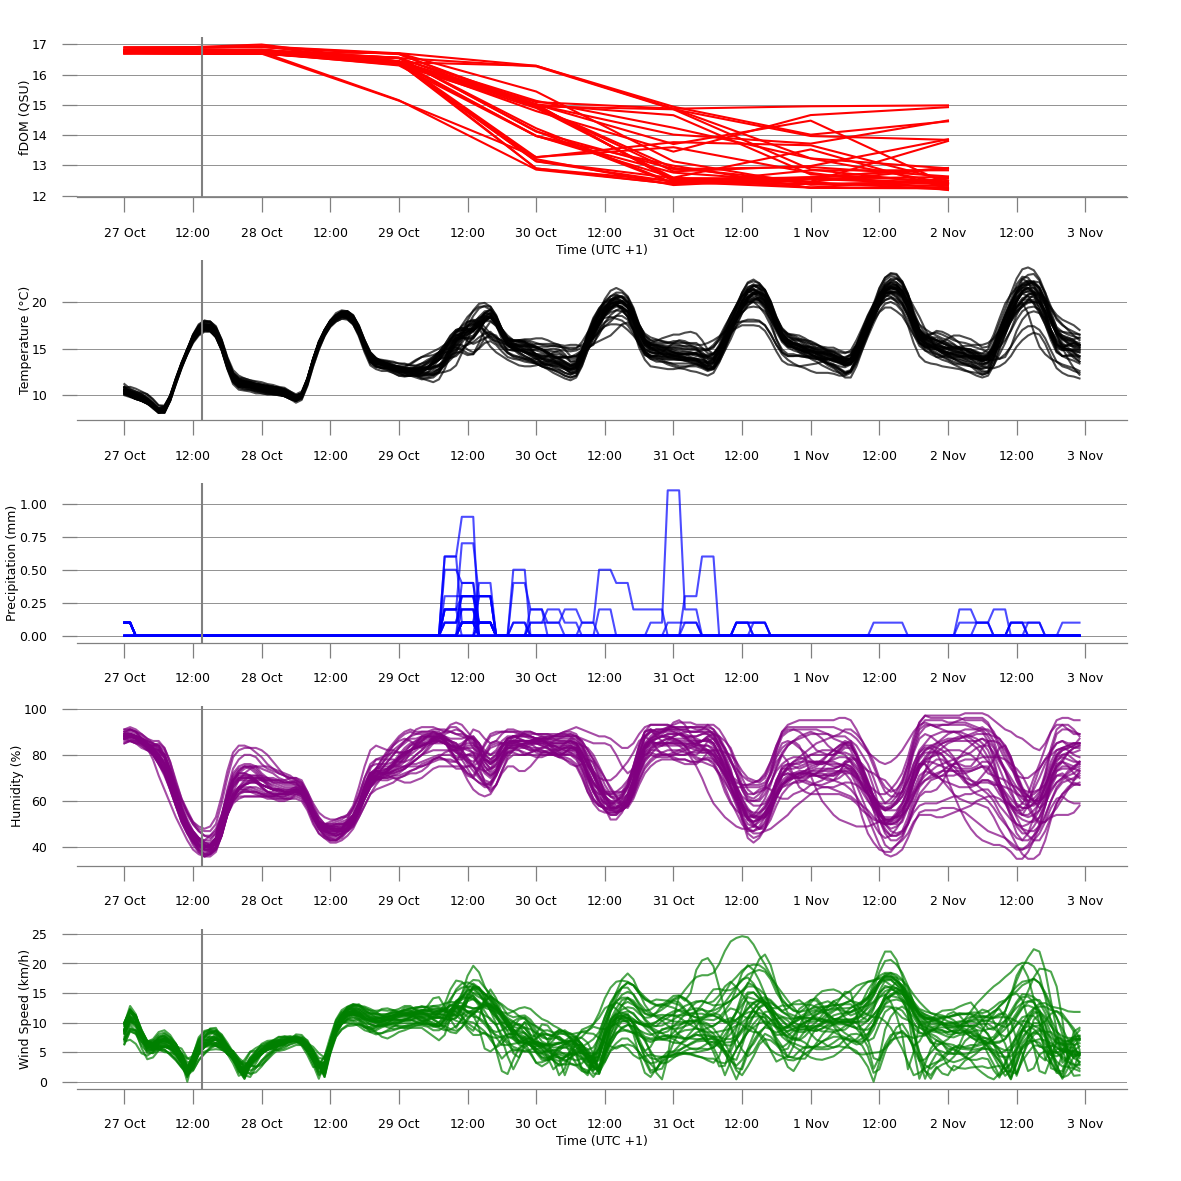 17
16
15
14
13
12
fDOM (QSU)
27 Oct 12:00 28 Oct 12:00 29 Oct 12:00 30 Oct 12:00 31 Oct 12:00 1 Nov 12:00 2 Nov 12:00 3 Nov
Time (UTC +1)
20
15
10
Temperature (°C)
27 Oct 12:00 28 Oct 12:00 29 Oct 12:00 30 Oct 12:00 31 Oct 12:00 1 Nov 12:00 2 Nov 12:00 3 Nov
1.00
0.75
0.50
0.25
0.00
Precipitation (mm)
27 Oct 12:00 28 Oct 12:00 29 Oct 12:00 30 Oct 12:00 31 Oct 12:00 1 Nov 12:00 2 Nov 12:00 3 Nov
100
80
60
40
Humidity (%)
27 Oct 12:00 28 Oct 12:00 29 Oct 12:00 30 Oct 12:00 31 Oct 12:00 1 Nov 12:00 2 Nov 12:00 3 Nov
25
20
15
10
5
0
Wind Speed (km/h)
27 Oct 12:00 28 Oct 12:00 29 Oct 12:00 30 Oct 12:00 31 Oct 12:00 1 Nov 12:00 2 Nov 12:00 3 Nov
Time (UTC +1)